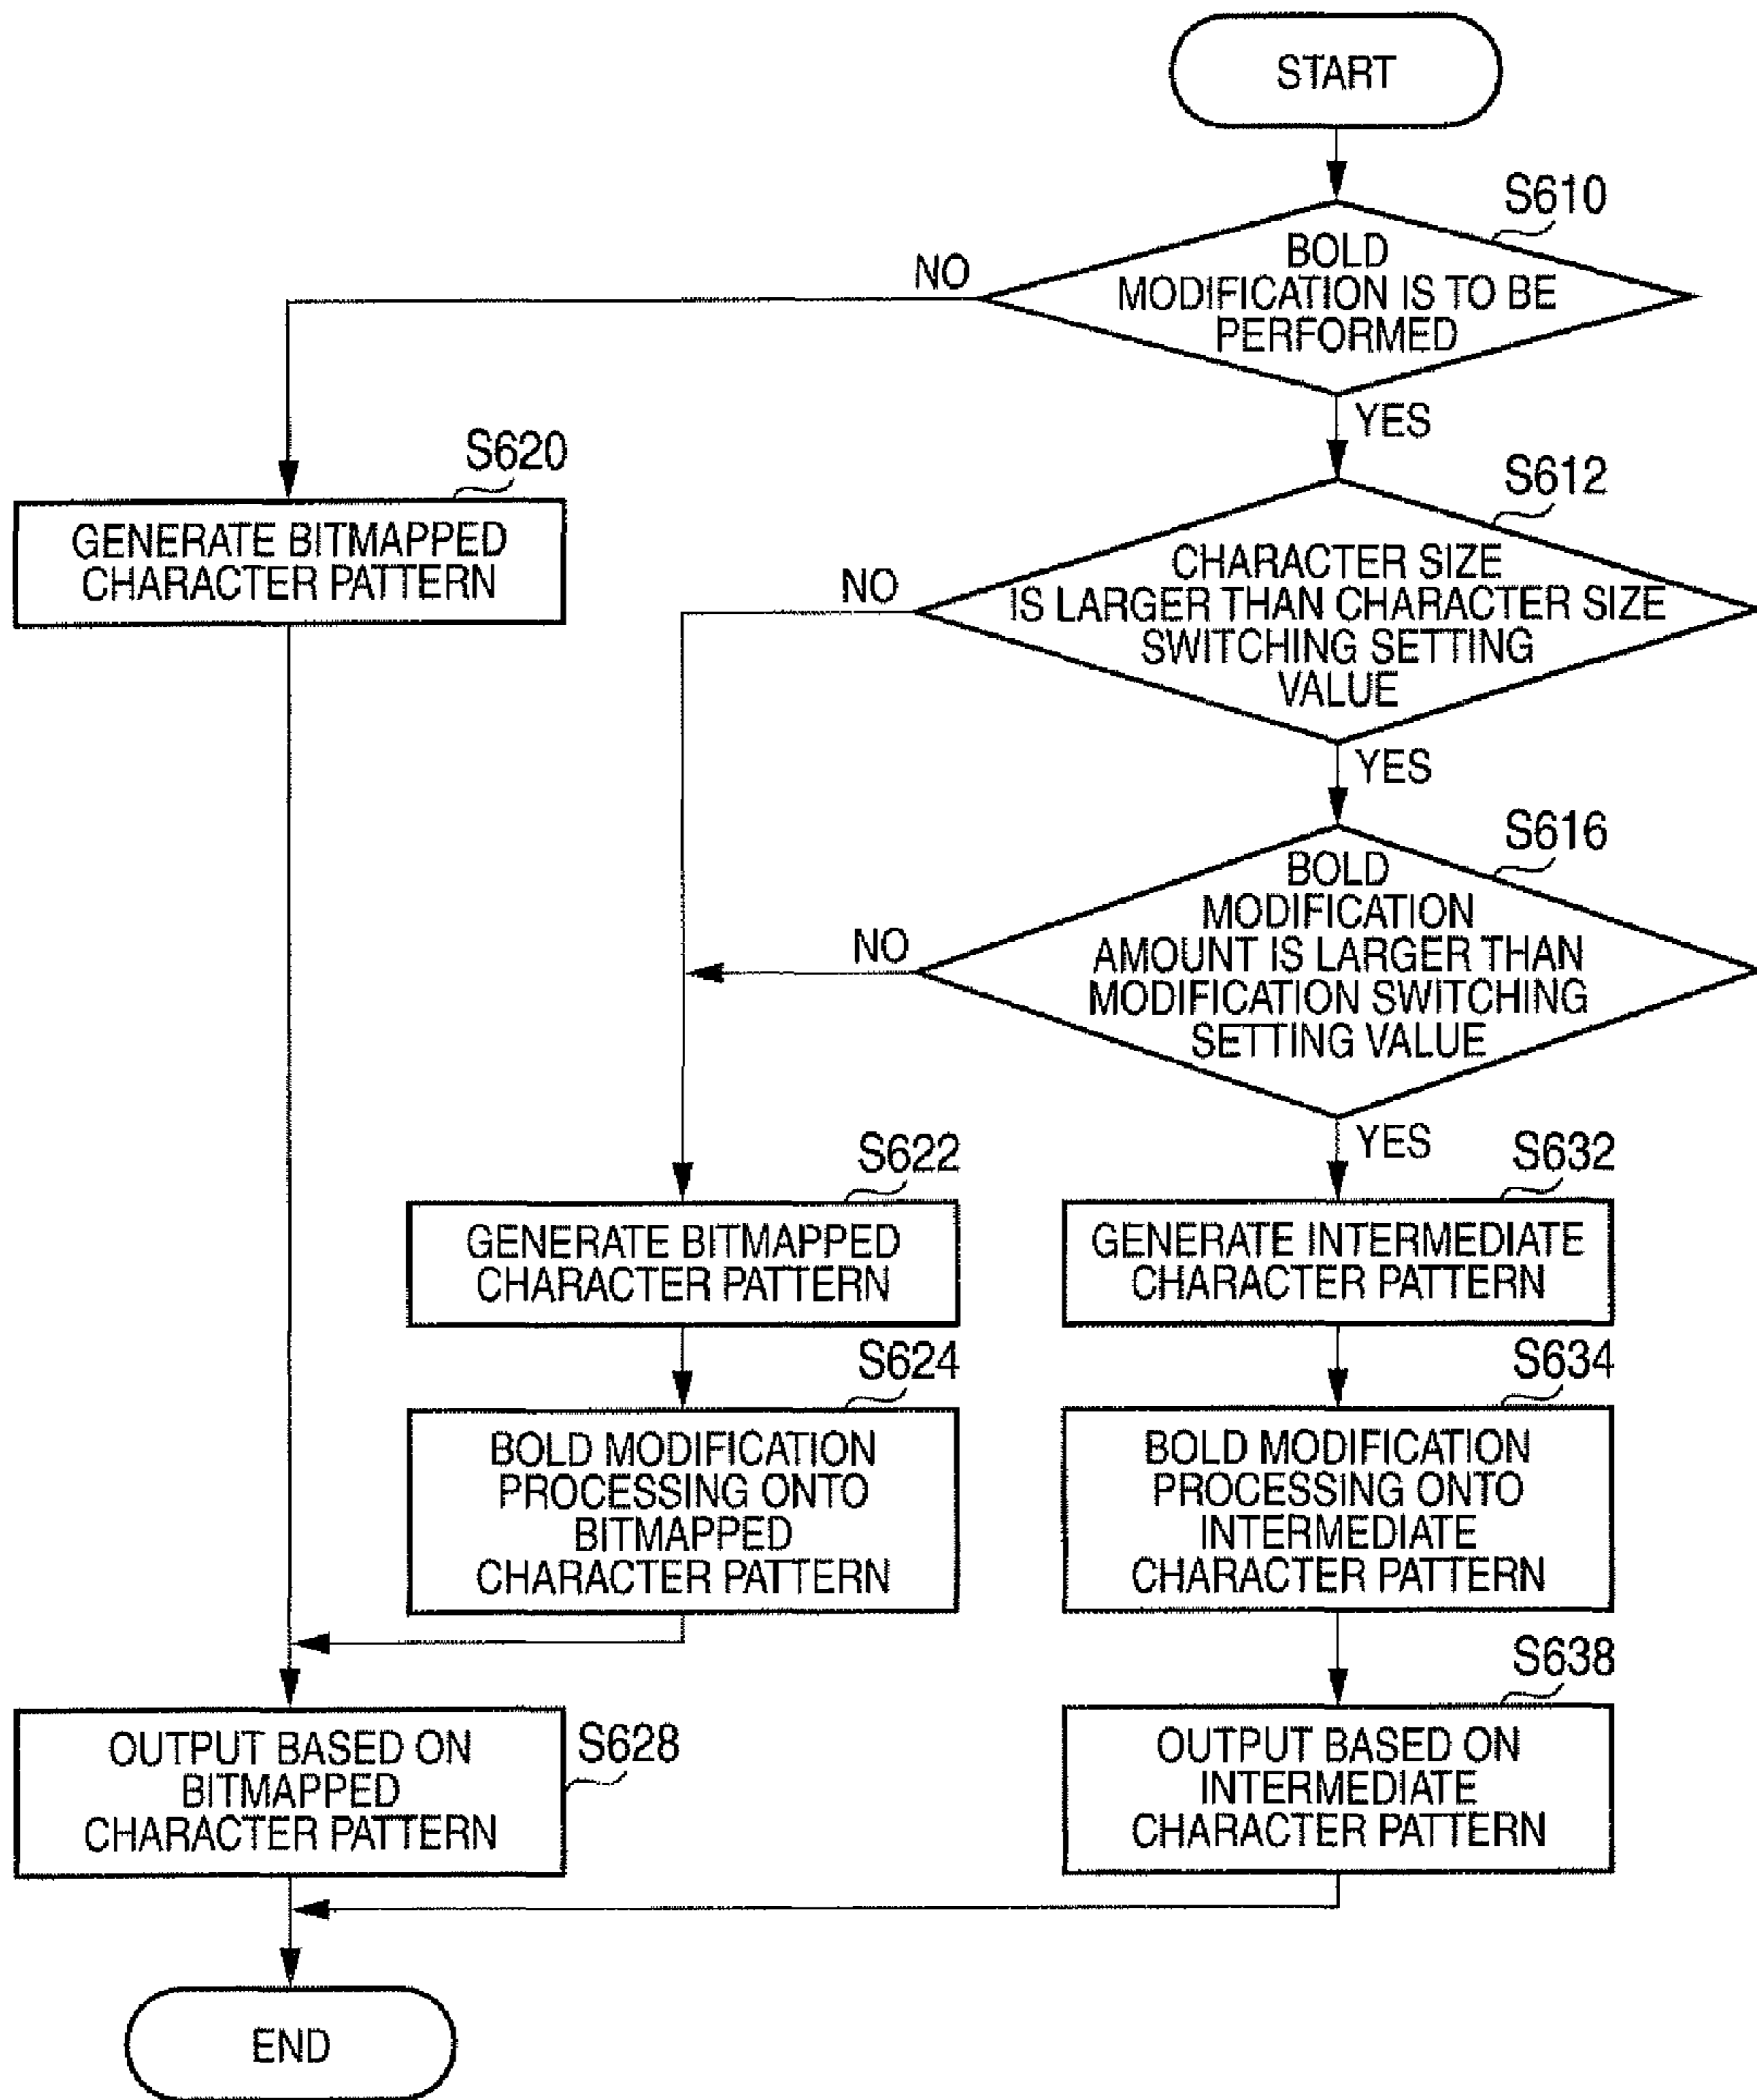 START
S610
BOLD
MODIFICATION IS TO BE
PERFORMED
NO
YES
S620
GENERATE BITMAPPED
CHARACTER PATTERN
S612
CHARACTER SIZE
IS LARGER THAN CHARACTER SIZE
SWITCHING SETTING
VALUE
NO
YES
S616
BOLD
MODIFICATION
AMOUNT IS LARGER THAN
MODIFICATION SWITCHING
SETTING VALUE
NO
YES
S622
GENERATE BITMAPPED
CHARACTER PATTERN
S632
GENERATE INTERMEDIATE
CHARACTER PATTERN
S624
BOLD MODIFICATION
PROCESSING ONTO
BITMAPPED
CHARACTER PATTERN
S634
BOLD MODIFICATION
PROCESSING ONTO
INTERMEDIATE
CHARACTER PATTERN
OUTPUT BASED ON
BITMAPPED
CHARACTER PATTERN
S628
S638
OUTPUT BASED ON
INTERMEDIATE
CHARACTER PATTERN
END